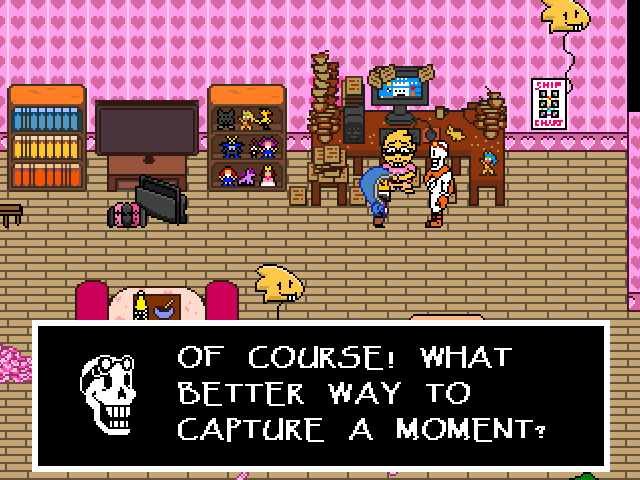 SHIP
CHART
OF COURSE! WHAT
BETTER WAY TO
CAPTURE A MOMENT?